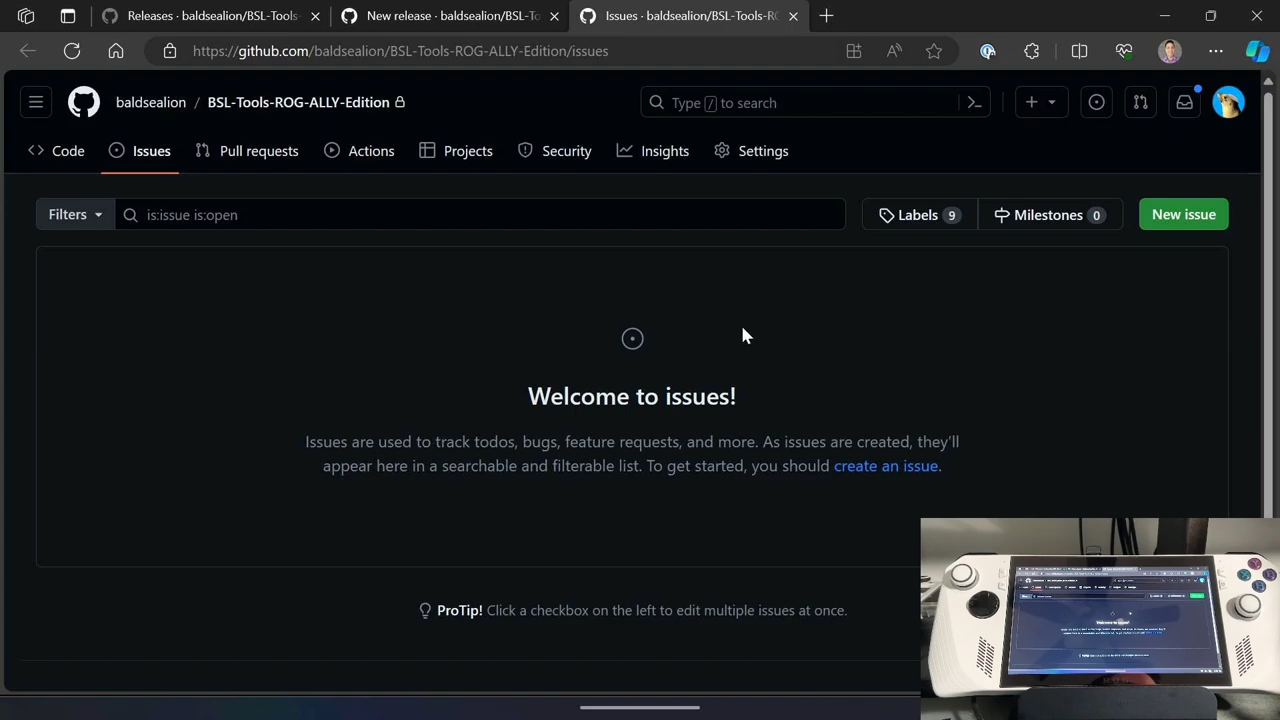 Releases · baldsealion/BSL-Tools-
New release · baldsealion/BSL-To
Issues · baldsealion/BSL-Tools-RO
https://github.com/baldsealion/BSL-Tools-ROG-ALLY-Edition/issues
baldsealion / BSL-Tools-ROG-ALLY-Edition
Type / to search
Code
Issues
Pull requests
Actions
Projects
Security
Insights
Settings
Filters
is:issue is:open
Labels 9
Milestones 0
New issue
Welcome to issues!
Issues are used to track todos, bugs, feature requests, and more. As issues are created, they'll
appear here in a searchable and filterable list. To get started, you should create an issue.
ProTip! Click a checkbox on the left to edit multiple issues at once.
Welcome to issues!